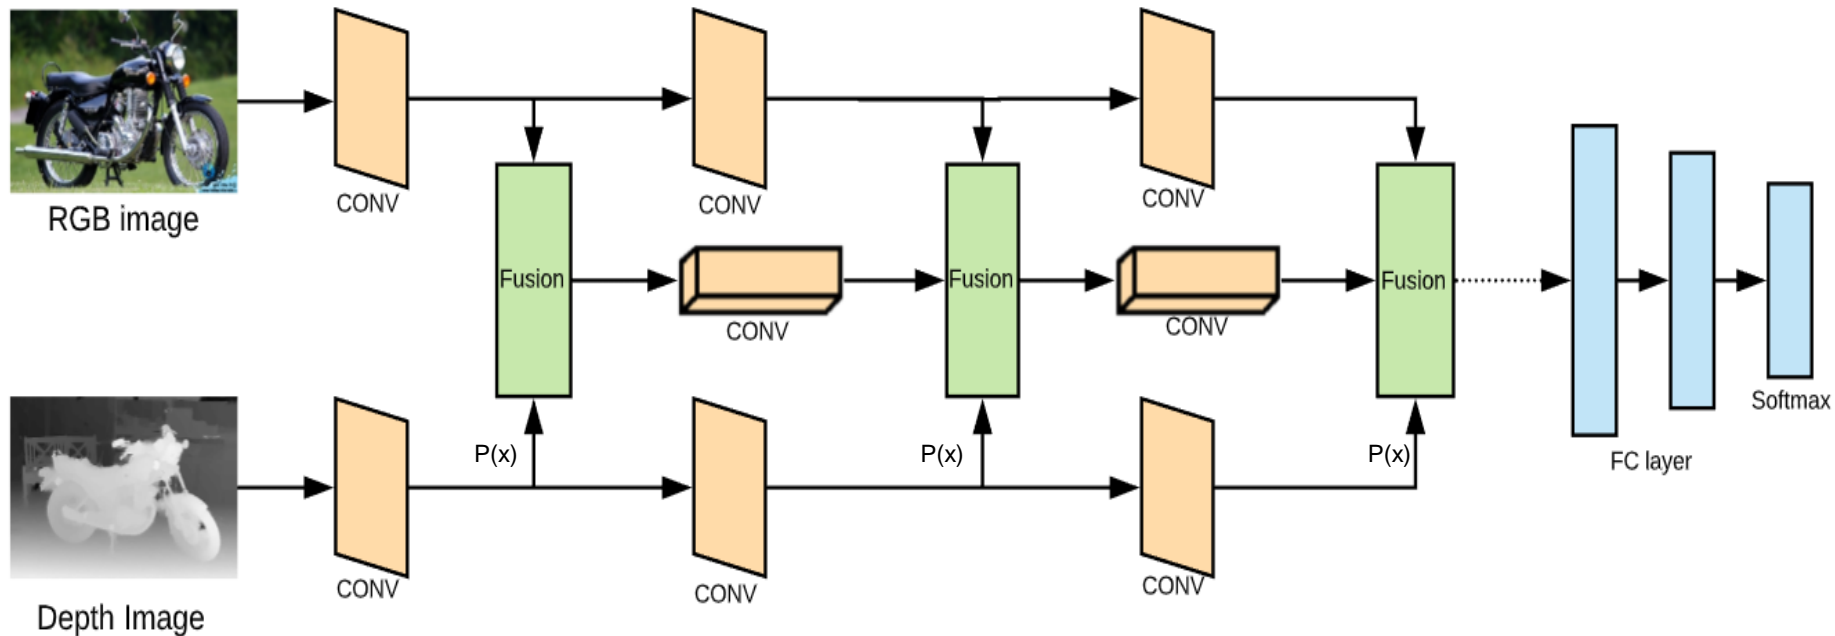 CONV
CONV
CONV
RGB image
Fusion
Fusion
Fusion
CONV
CONV
Softmax
P(x)
P(x)
P(x)
FC layer
CONV
CONV
CONV
Depth Image